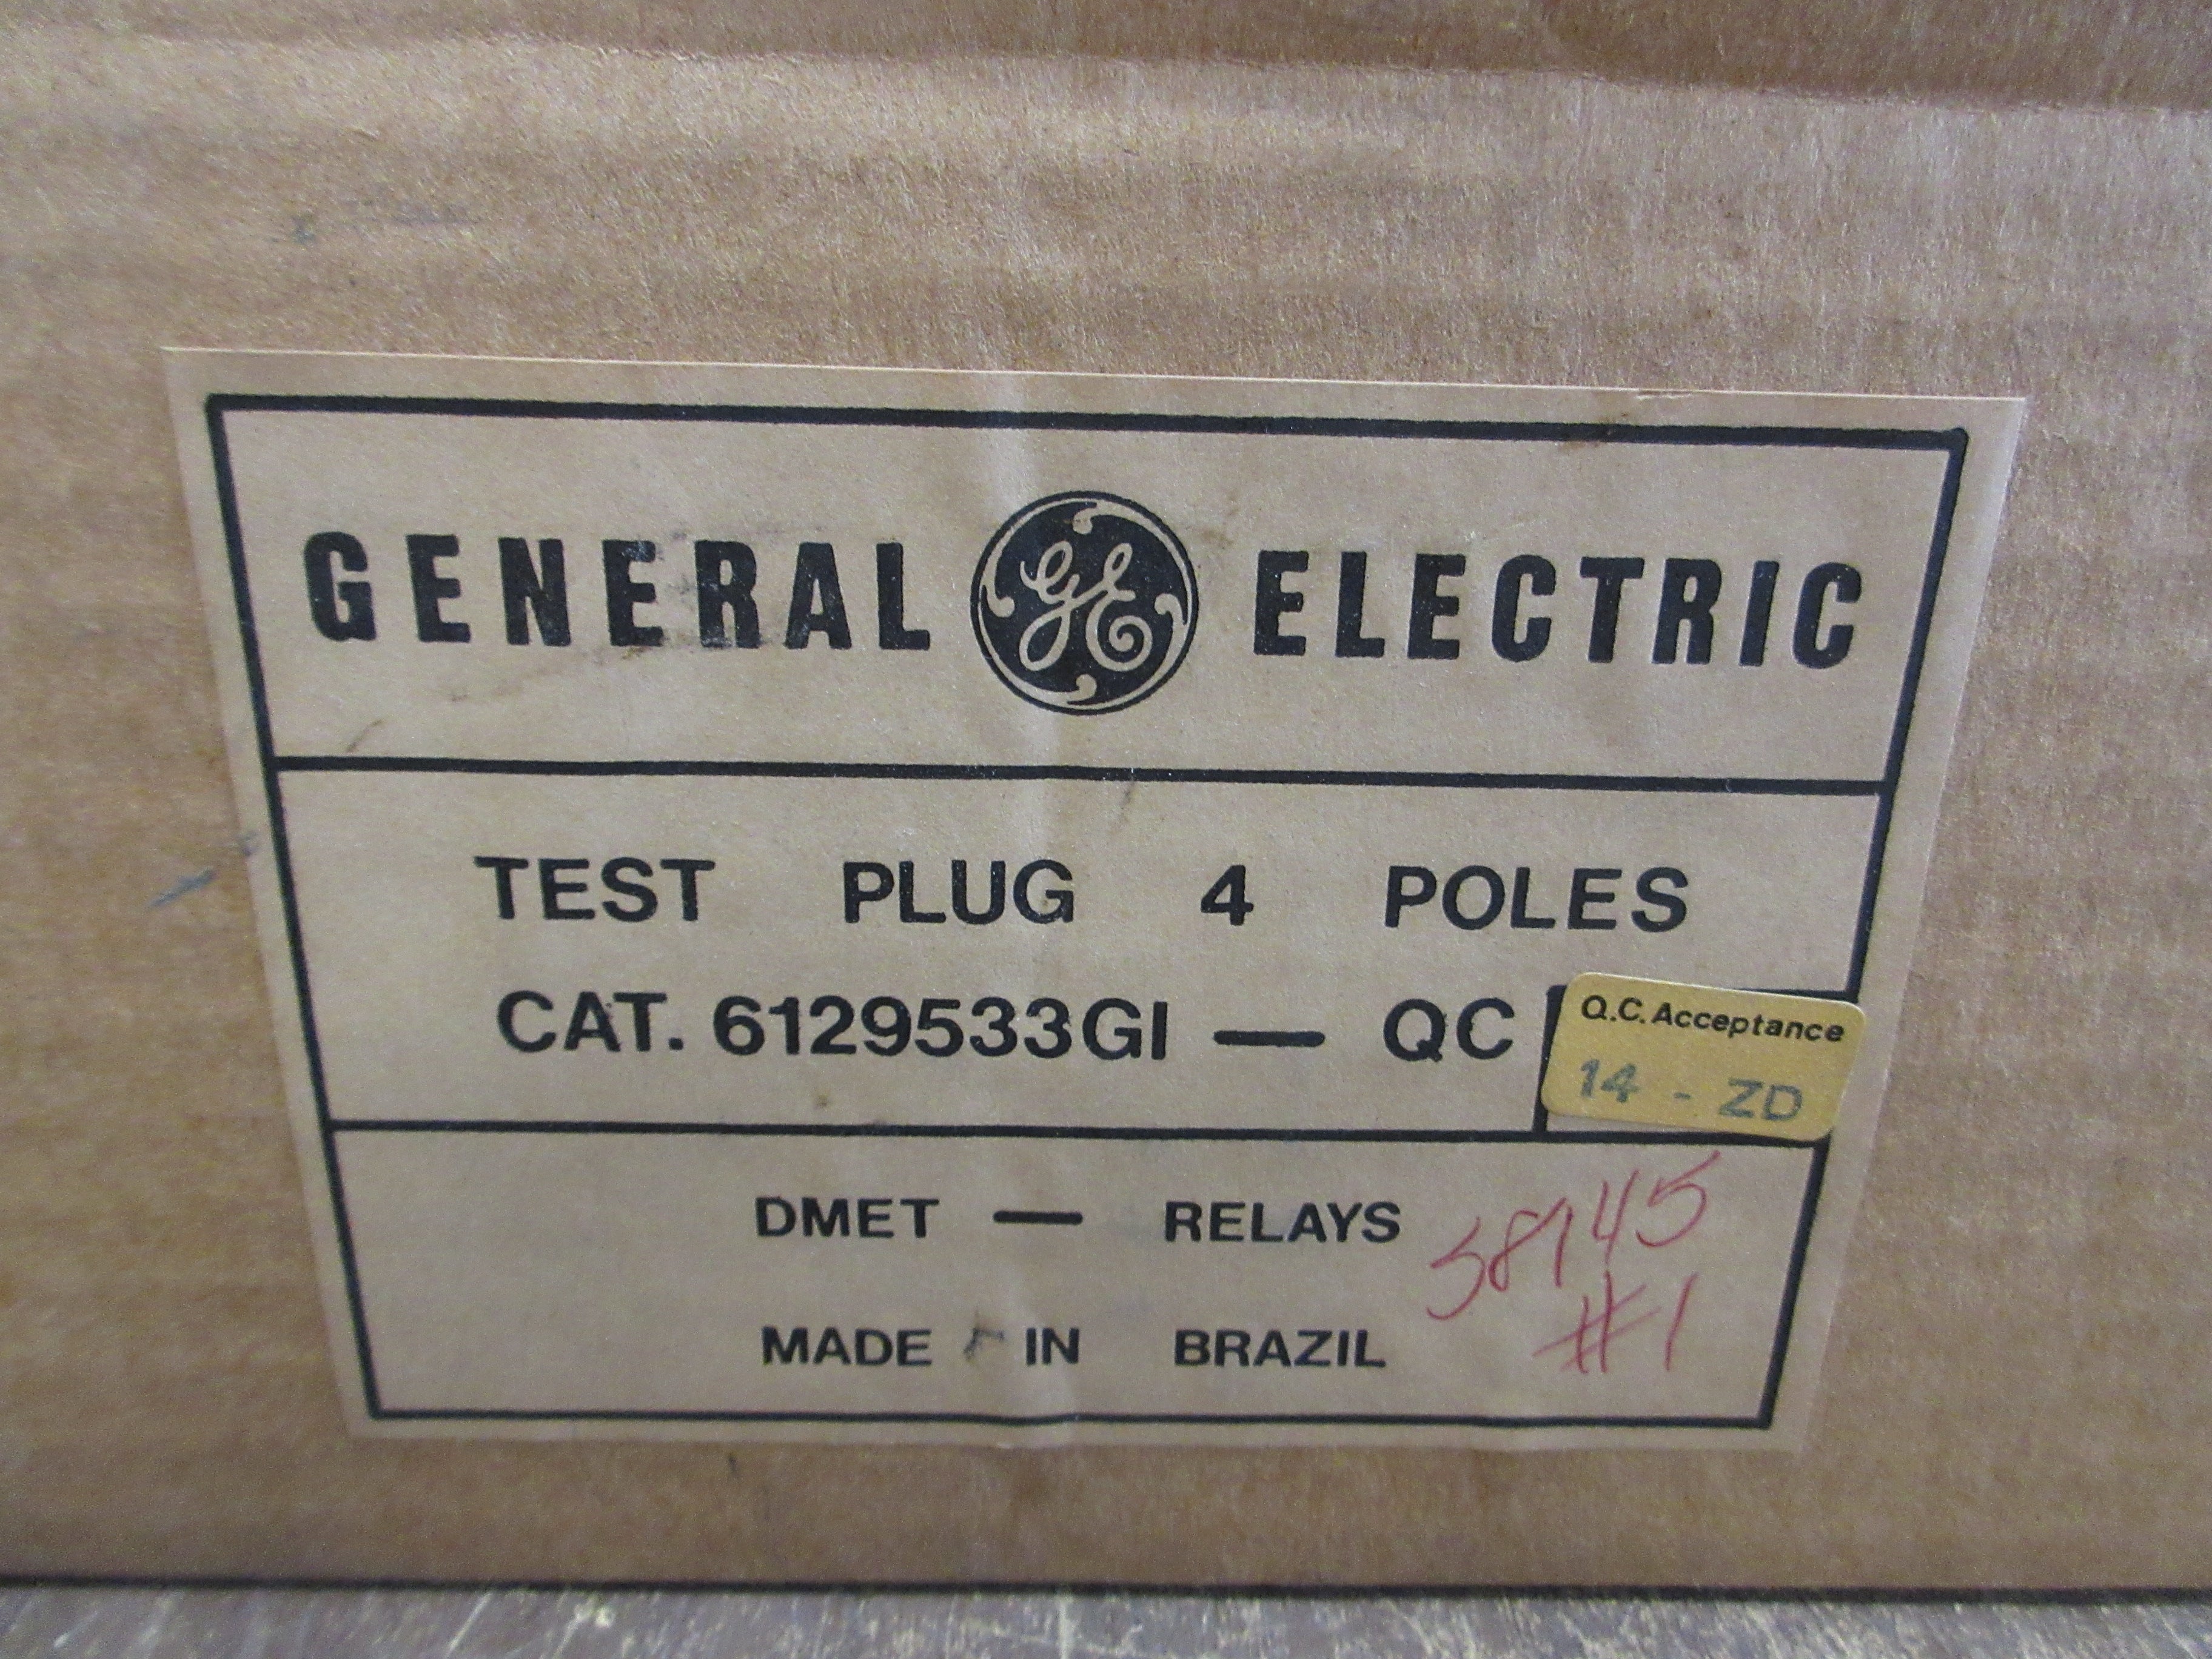 GENERAL GE ELECTRIC
TEST PLUG 4 POLES
CAT. 6129533GI — QC
Q.C. Acceptance
14 - ZD
DMET — RELAYS
MADE IN BRAZIL
#1